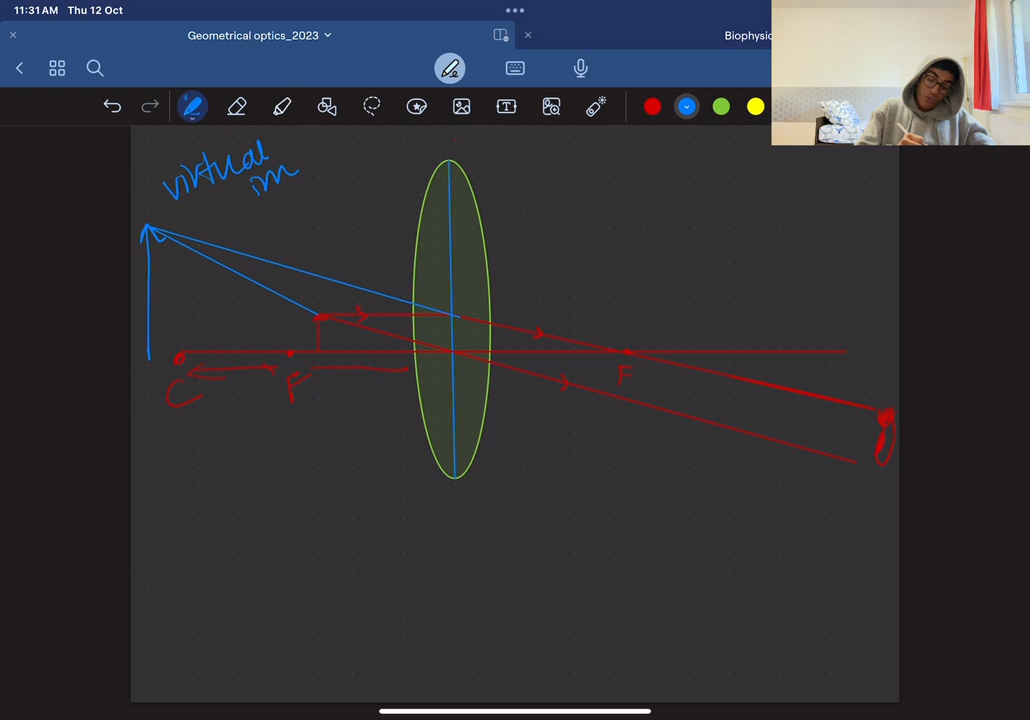 11:31 AM Thu 12 Oct
Geometrical optics_2023
Biophysic
T
virtual
im
C
F
F